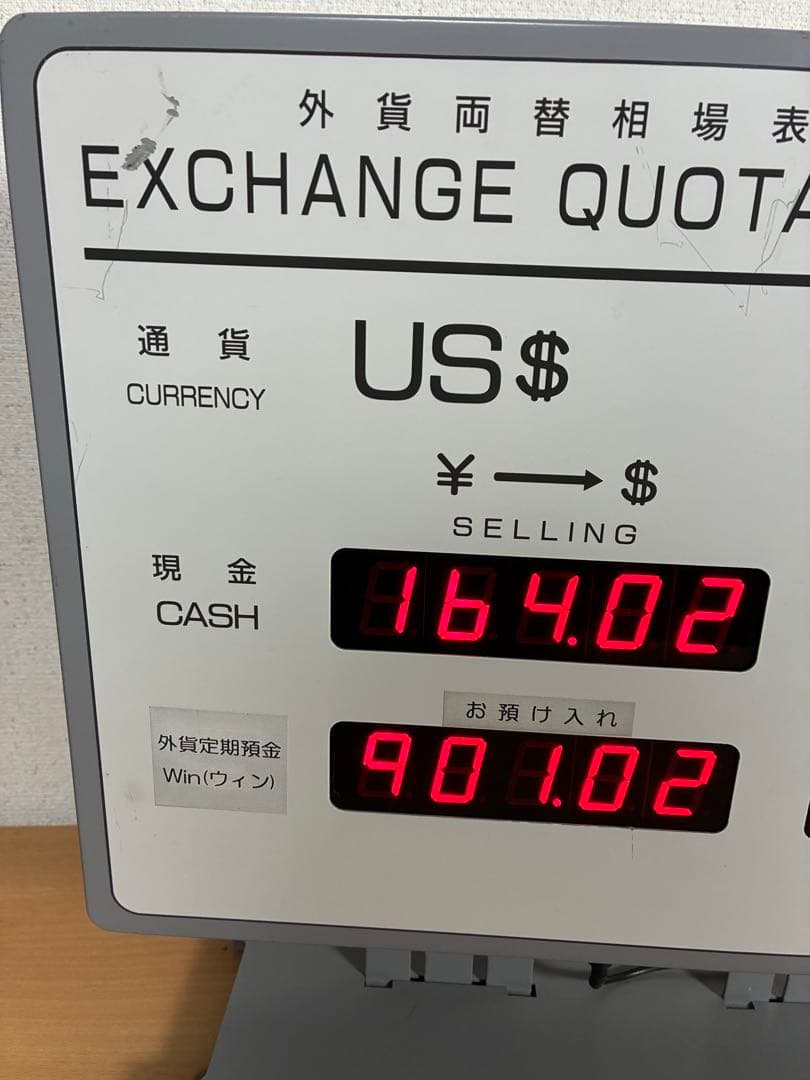 外貨両替相場表
EXCHANGE QUOTA
通貨
CURRENCY
US$
¥→$
SELLING
現金
CASH
164.02
お預け入れ
外貨定期預金
Win(ウィン)
901.02